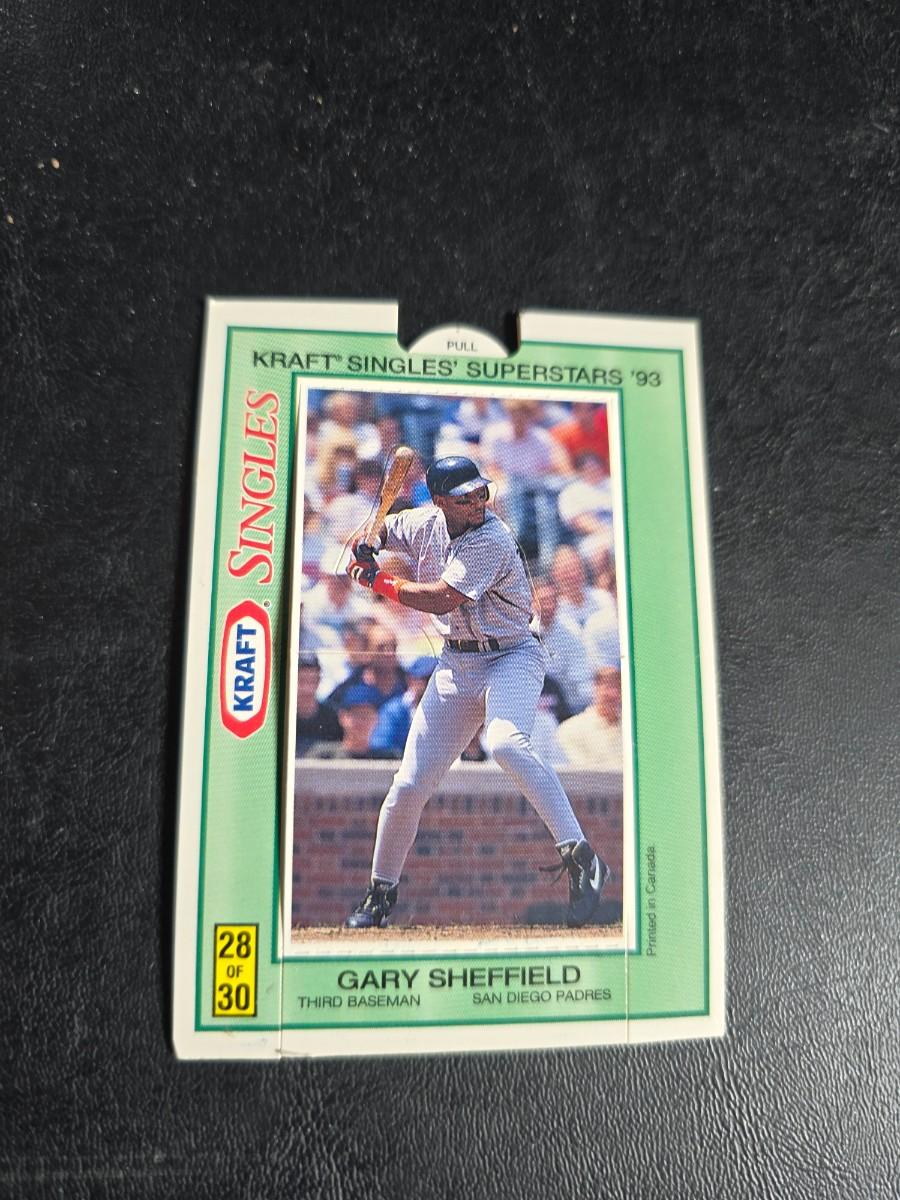 PULL
KRAFT® SINGLES' SUPERSTARS '93
KRAFT® SINGLES
28
OF
30
Printed in Canada.
GARY SHEFFIELD
THIRD BASEMAN SAN DIEGO PADRES